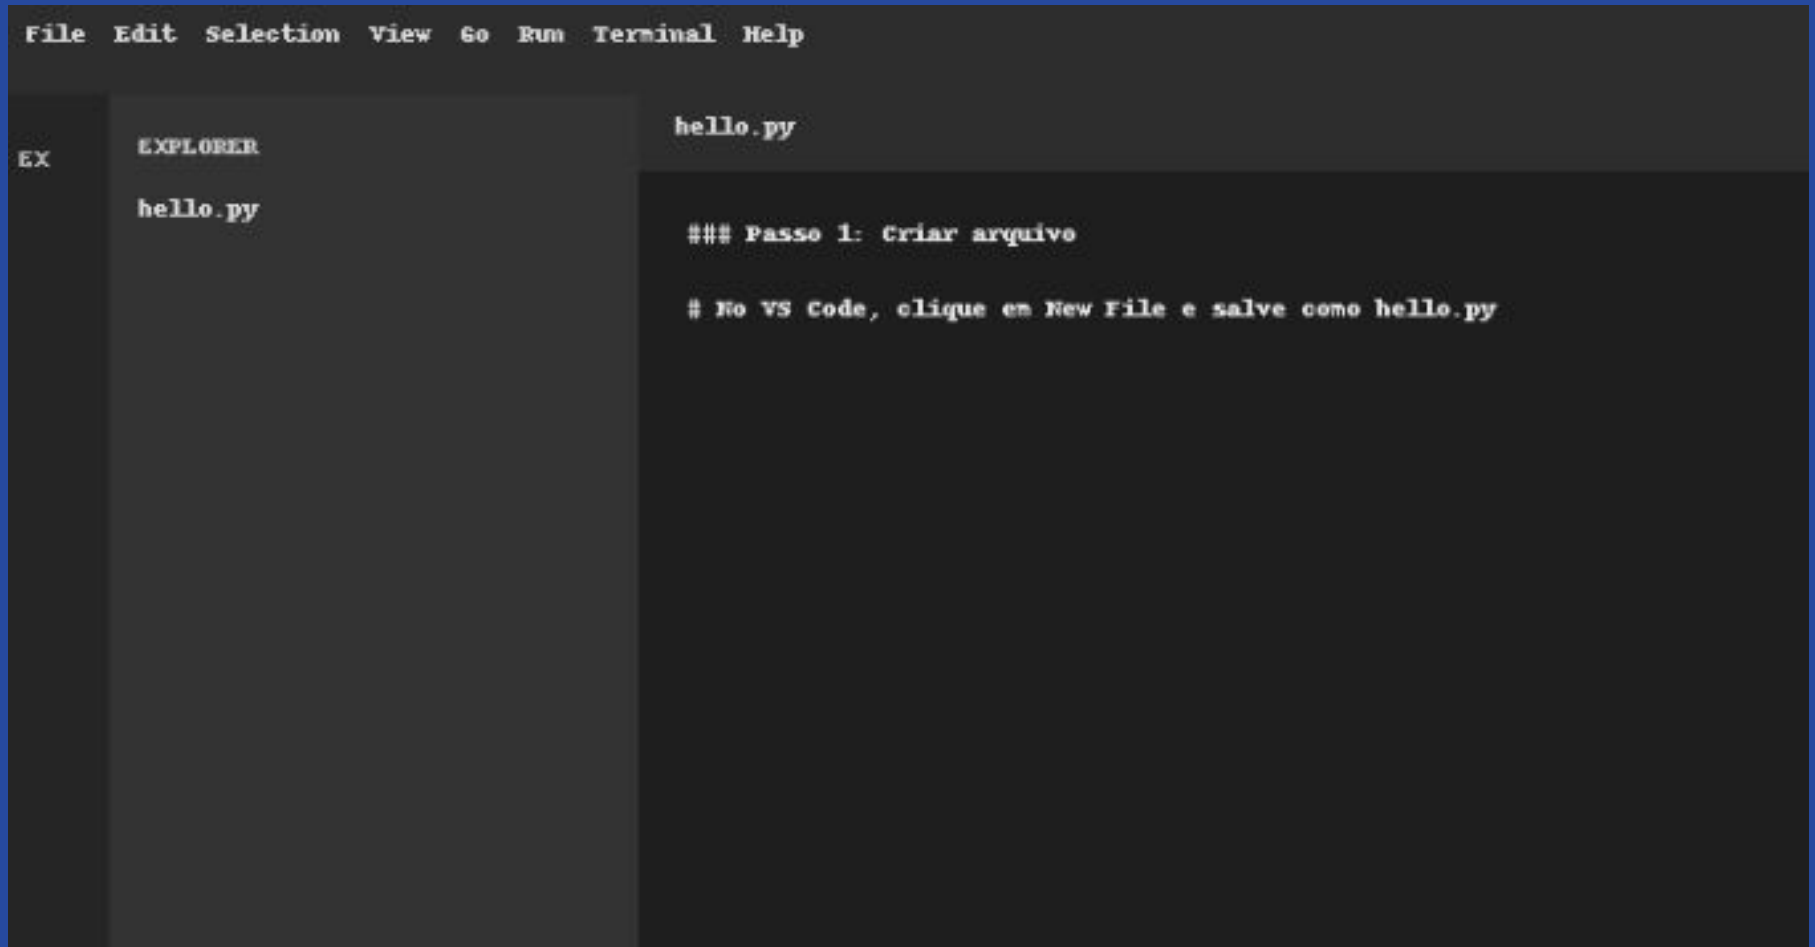 File Edit Selection View Go Run Terminal Help
EX
EXPLORER
hello.py
hello.py
### Passo 1: Criar arquivo
# No VS Code, clique em New File e salve como hello.py